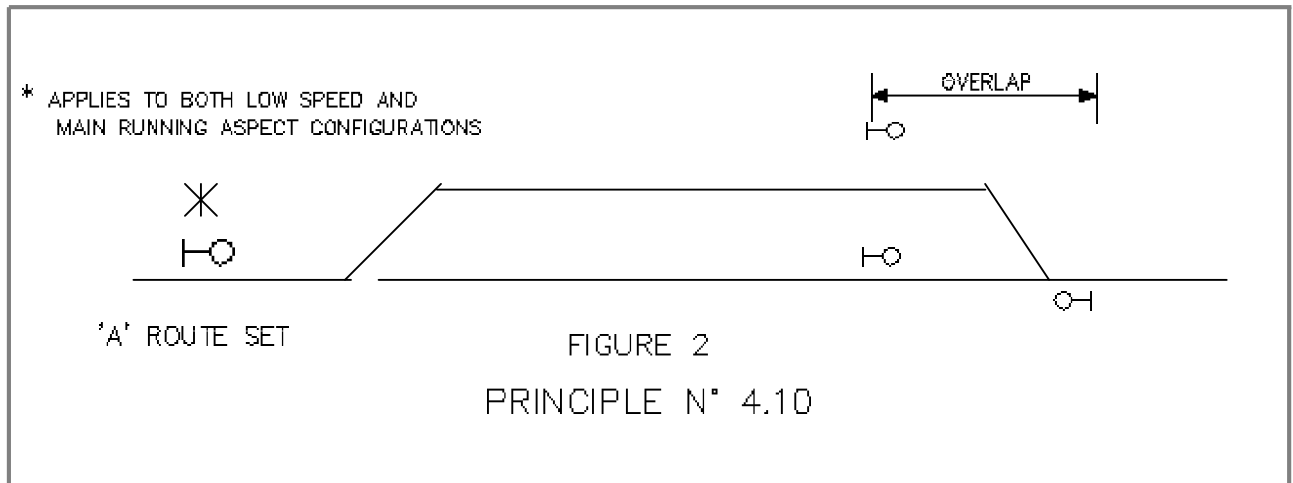 * APPLIES TO BOTH LOW SPEED AND
MAIN RUNNING ASPECT CONFIGURATIONS
OVERLAP
'A' ROUTE SET
FIGURE 2
PRINCIPLE N° 4.10